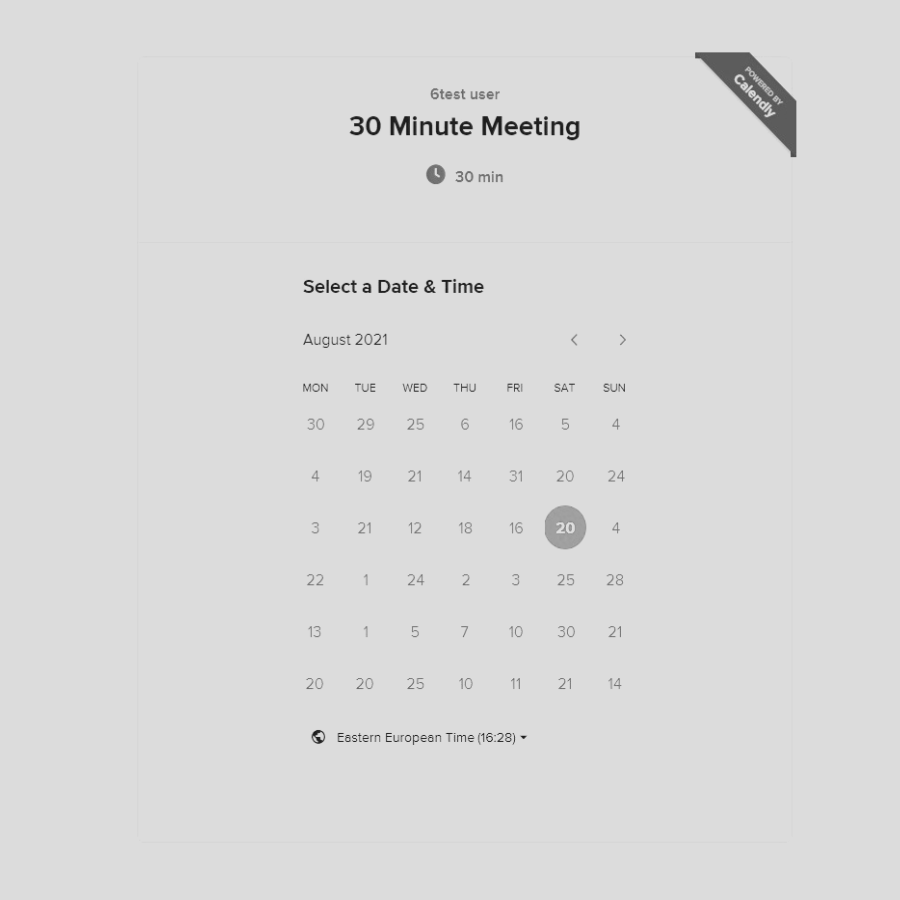 POWERED BY
Calendly
6test user
30 Minute Meeting
30 min
Select a Date & Time
August 2021
MON TUE WED THU FRI SAT SUN
30 29 25 6 16 5 4
4 19 21 14 31 20 24
3 21 12 18 16 20 4
22 1 24 2 3 25 28
13 1 5 7 10 30 21
20 20 25 10 11 21 14
Eastern European Time (16:28)